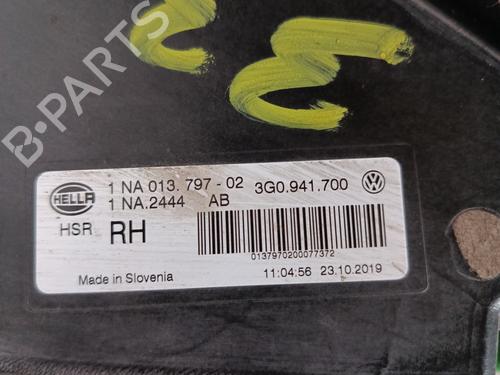 B-PARTS
HELLA
1 NA 013. 797 - 02 3G0.941.700
1 NA.2444 AB
HSR RH
0137970200077372
Made in Slovenia
11:04:56 23.10.2019